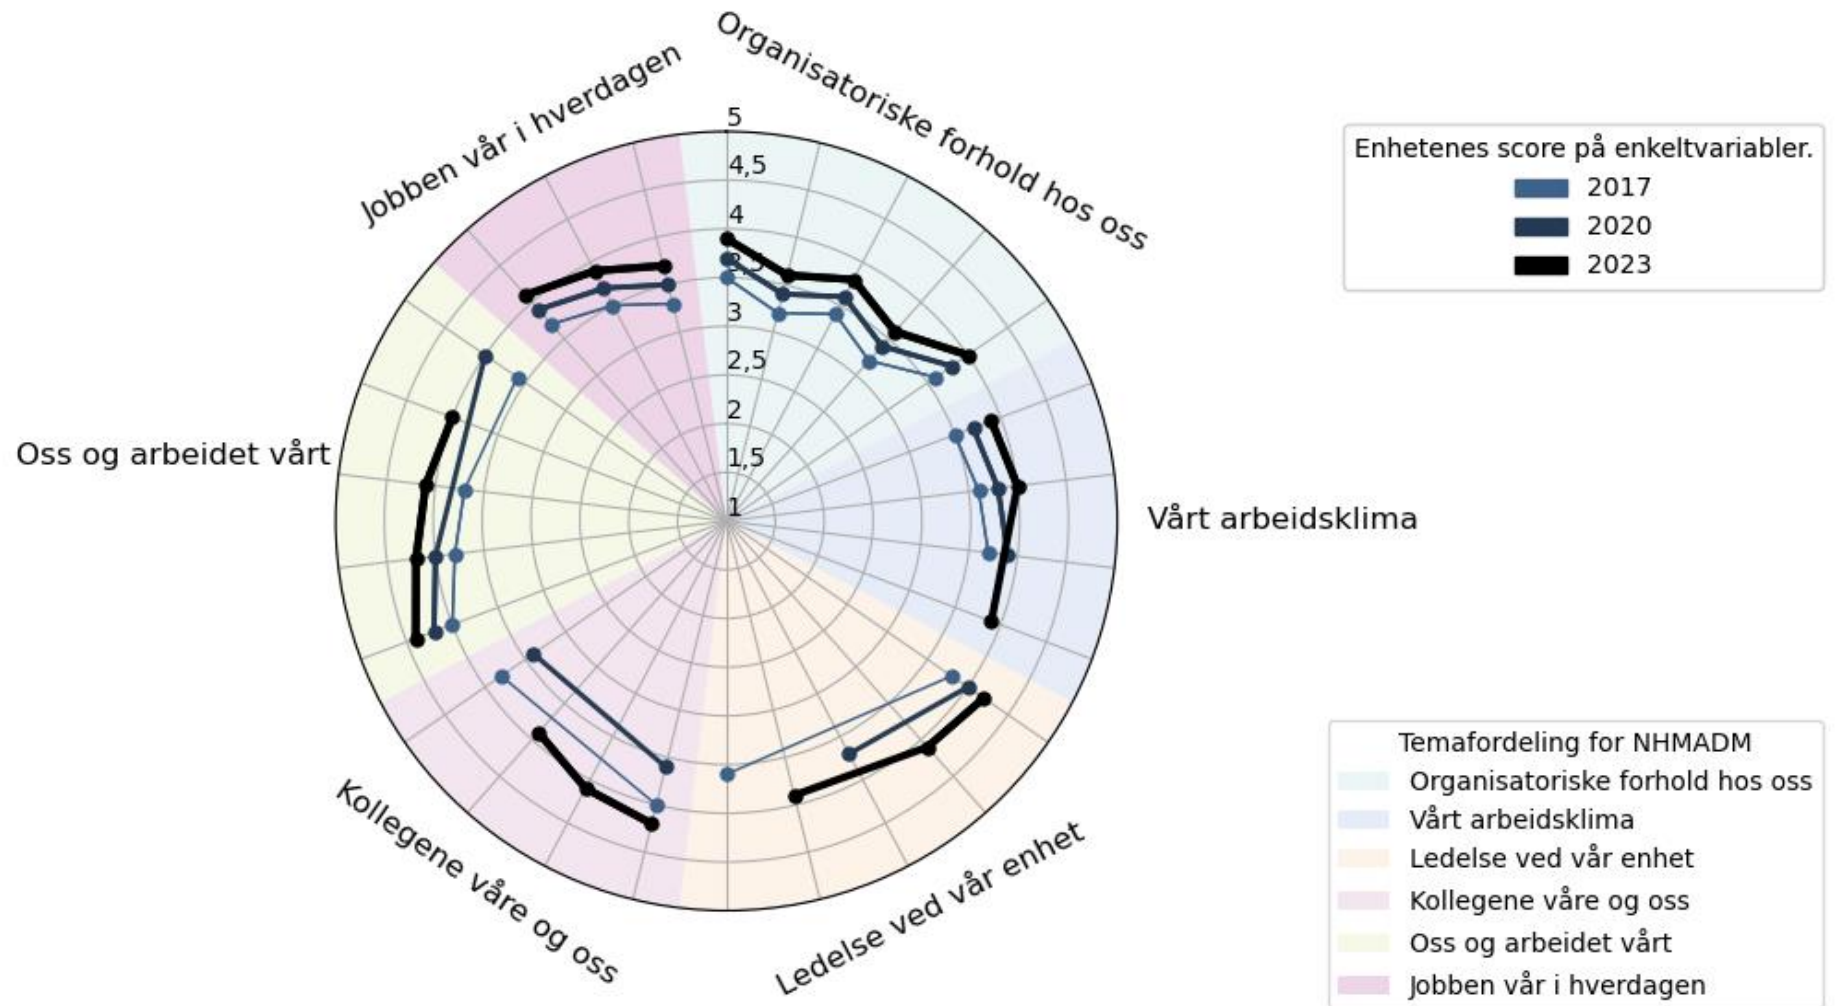 Organisatoriske forhold hos oss
Jobben vår i hverdagen
5
4,5
4
3,5
3
2,5
2
1,5
1
Oss og arbeidet vårt
Vårt arbeidsklima
Kollegene våre og oss
Ledelse ved vår enhet
Enhetenes score på enkeltvariabler.
2017
2020
2023
Temafordeling for NHMADM
Organisatoriske forhold hos oss
Vårt arbeidsklima
Ledelse ved vår enhet
Kollegene våre og oss
Oss og arbeidet vårt
Jobben vår i hverdagen